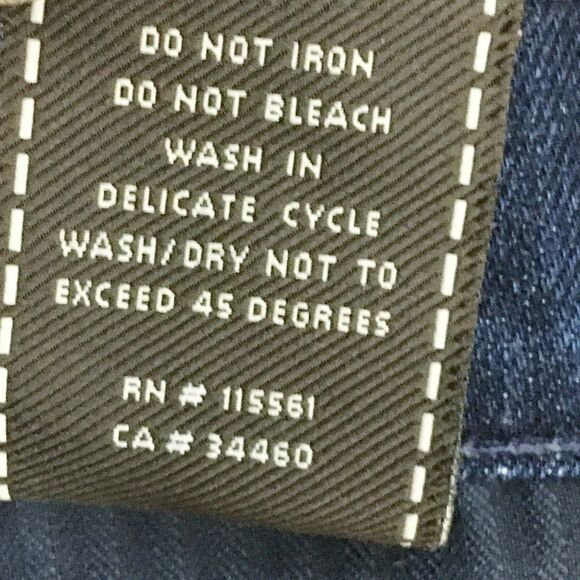 DO NOT IRON
DO NOT BLEACH
WASH IN
DELICATE CYCLE
WASH/DRY NOT TO
EXCEED 45 DEGREES
RN # 115561
CA # 34460